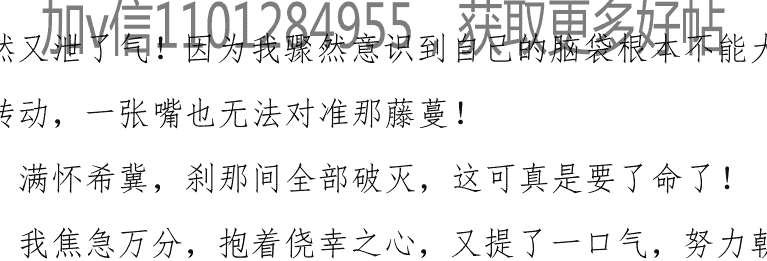 加v信1101284955 获取更多好帖
然又泄了气！因为我骤然意识到自己的脑袋根本不能大
转动，一张嘴也无法对准那藤蔓！
满怀希冀，刹那间全部破灭，这可真是要了命了！
我焦急万分，抱着侥幸之心，又提了一口气，努力朝